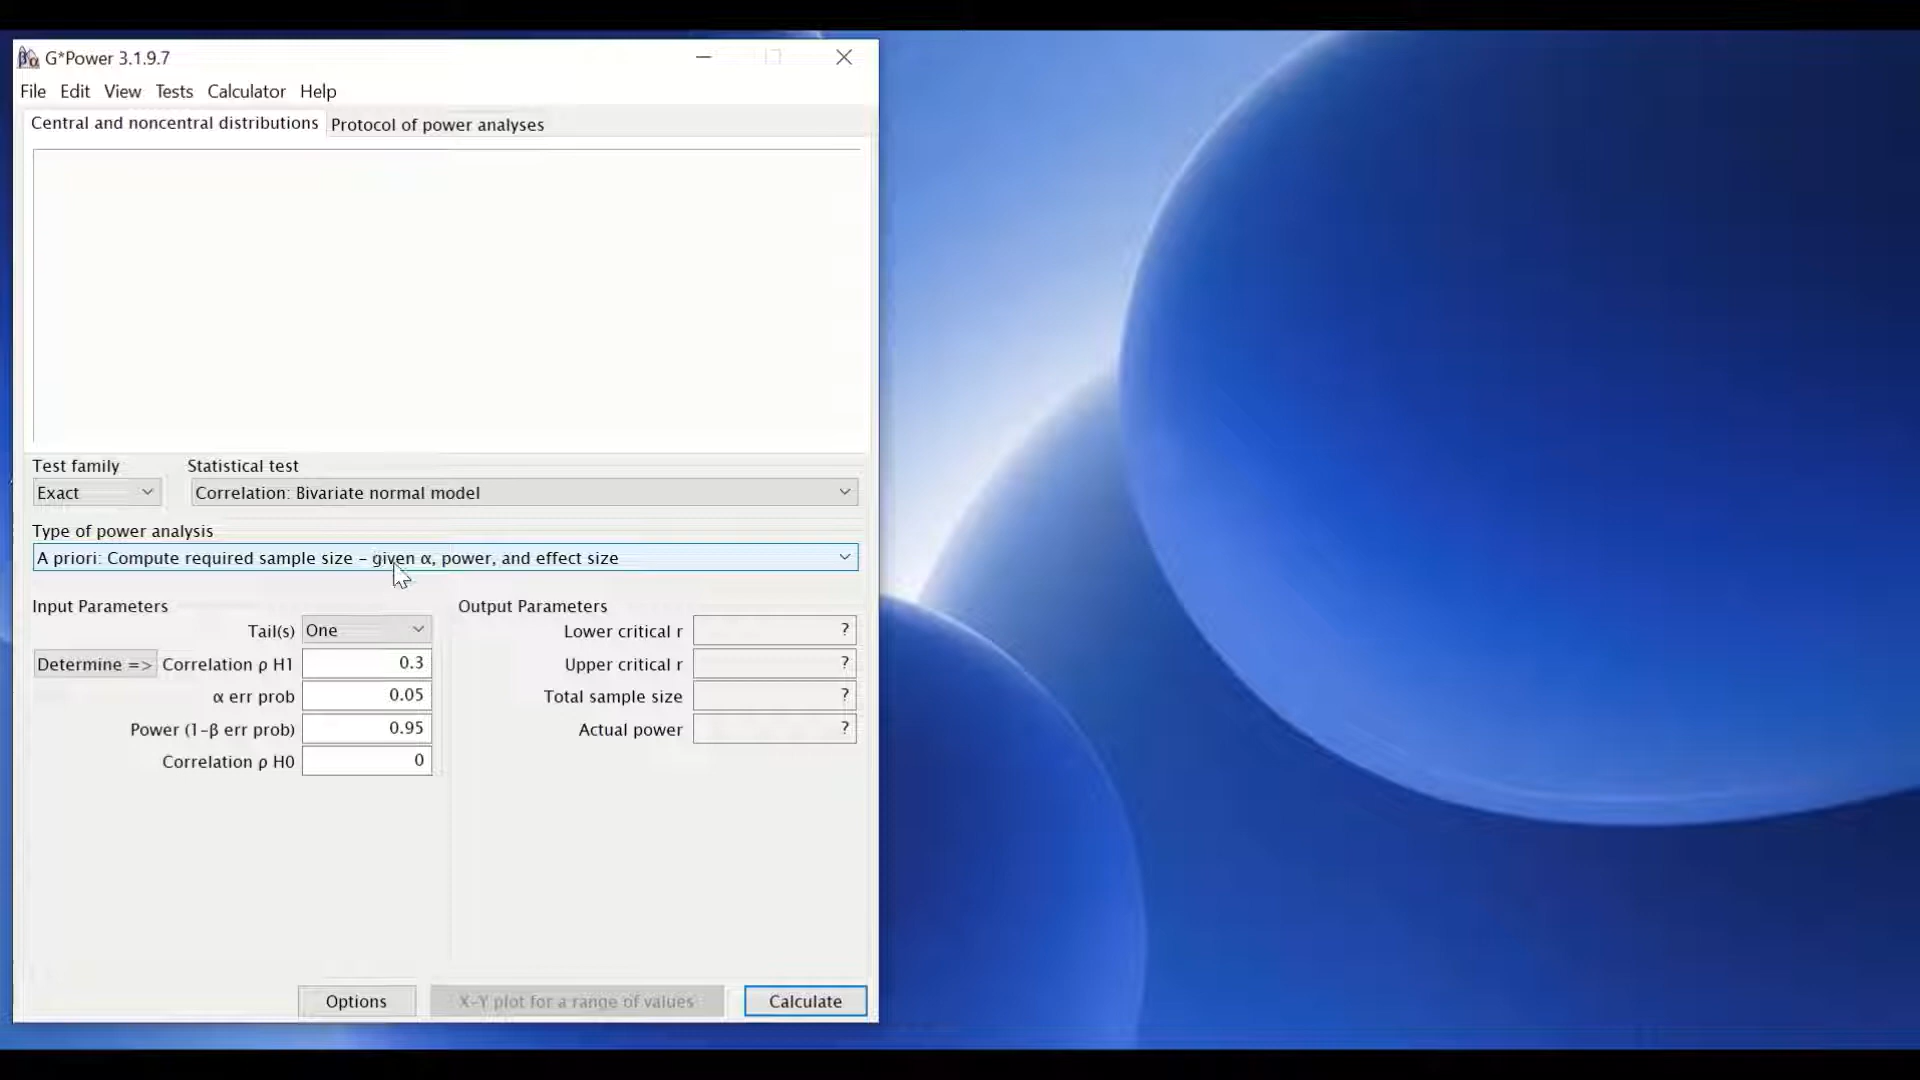 G*Power 3.1.9.7
File Edit View Tests Calculator Help
Central and noncentral distributions Protocol of power analyses
Test family Statistical test
Exact Correlation: Bivariate normal model
Type of power analysis
A priori: Compute required sample size – given α, power, and effect size
Input Parameters Output Parameters
Tail(s) One Lower critical r ?
Determine => Correlation ρ H1 0.3 Upper critical r ?
α err prob 0.05 Total sample size ?
Power (1-β err prob) 0.95 Actual power ?
Correlation ρ H0 0
Options X-Y plot for a range of values Calculate